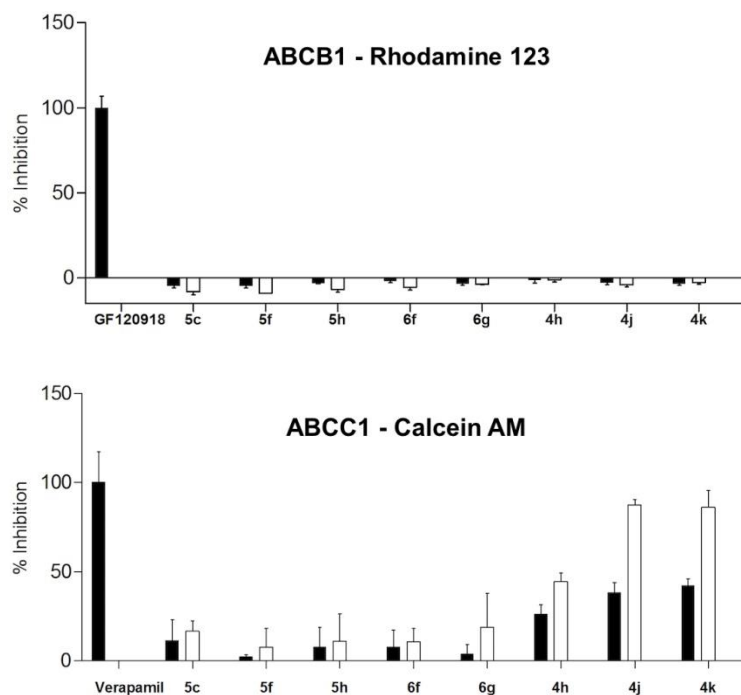 ABCB1 - Rhodamine 123
% Inhibition
150
100
50
0
GF120918 5c 5f 5h 6f 6g 4h 4j 4k
ABCC1 - Calcein AM
% Inhibition
150
100
50
0
Verapamil 5c 5f 5h 6f 6g 4h 4j 4k